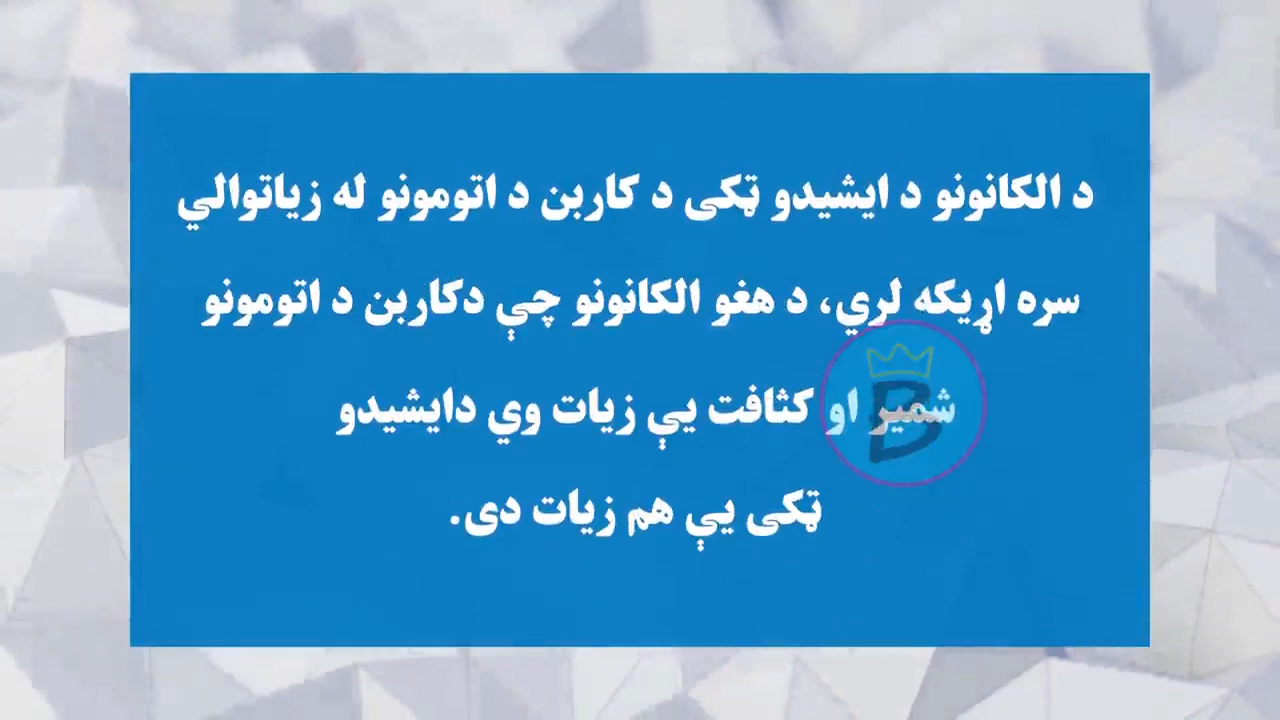 د الکانونو د ایشیدو ټکی د کاربن د اتومونو له زیاتوالي
سره اړیکه لري، د هغو الکانونو چې دکاربن د اتومونو
شمیر او کثافت یې زیات وي دایشیدو
ټکی یې هم زیات دی.
B